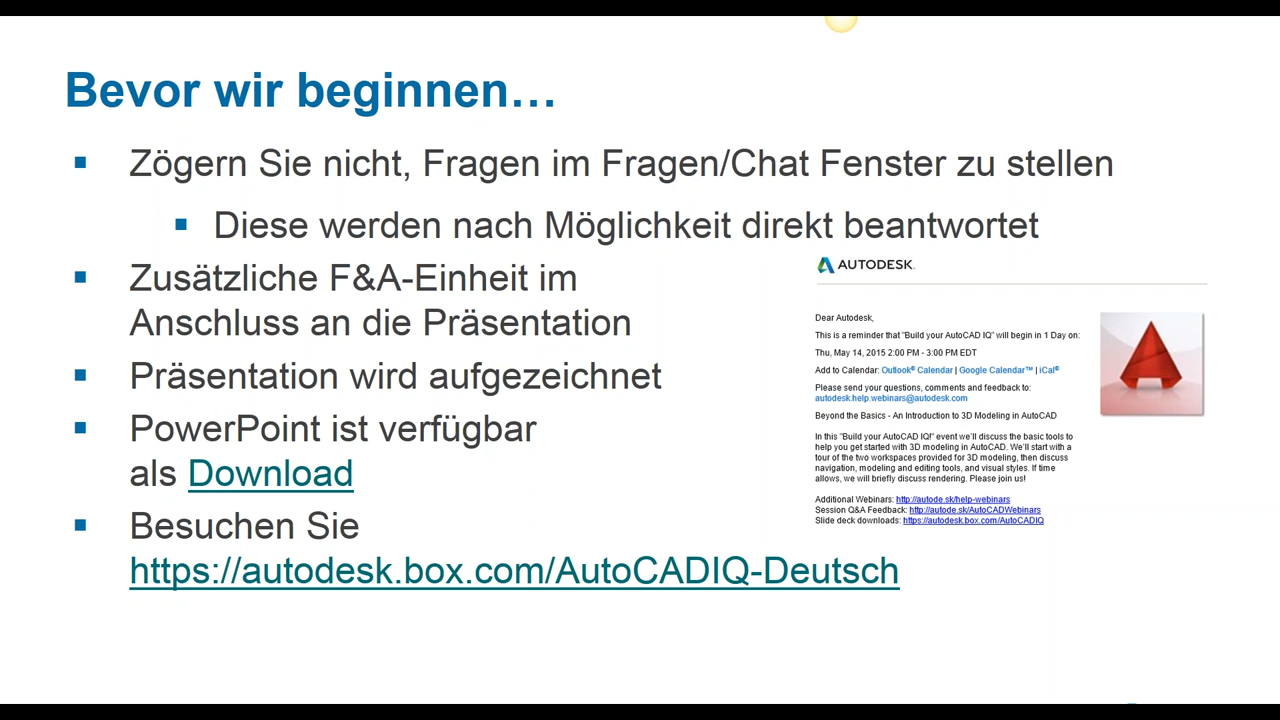 Bevor wir beginnen…
Zögern Sie nicht, Fragen im Fragen/Chat Fenster zu stellen
Diese werden nach Möglichkeit direkt beantwortet
Zusätzliche F&A-Einheit im
Anschluss an die Präsentation
Präsentation wird aufgezeichnet
PowerPoint ist verfügbar
als Download
Besuchen Sie
https://autodesk.box.com/AutoCADIQ-Deutsch
AUTODESK.
Dear Autodesk,
This is a reminder that "Build your AutoCAD IQ" will begin in 1 Day on:
Thu, May 14, 2015 2:00 PM - 3:00 PM EDT
Add to Calendar: Outlook® Calendar | Google Calendar™ | iCal®
Please send your questions, comments and feedback to:
autodesk.help.webinars@autodesk.com
Beyond the Basics - An Introduction to 3D Modeling in AutoCAD
In this "Build your AutoCAD IQ!" event we'll discuss the basic tools to
help you get started with 3D modeling in AutoCAD. We'll start with a
tour of the two workspaces provided for 3D modeling, then discuss
navigation, modeling and editing tools, and visual styles. If time
allows, we will briefly discuss rendering. Please join us!
Additional Webinars: http://autode.sk/help-webinars
Session Q&A Feedback: http://autode.sk/AutoCADWebinars
Slide deck downloads: https://autodesk.box.com/AutoCADIQ